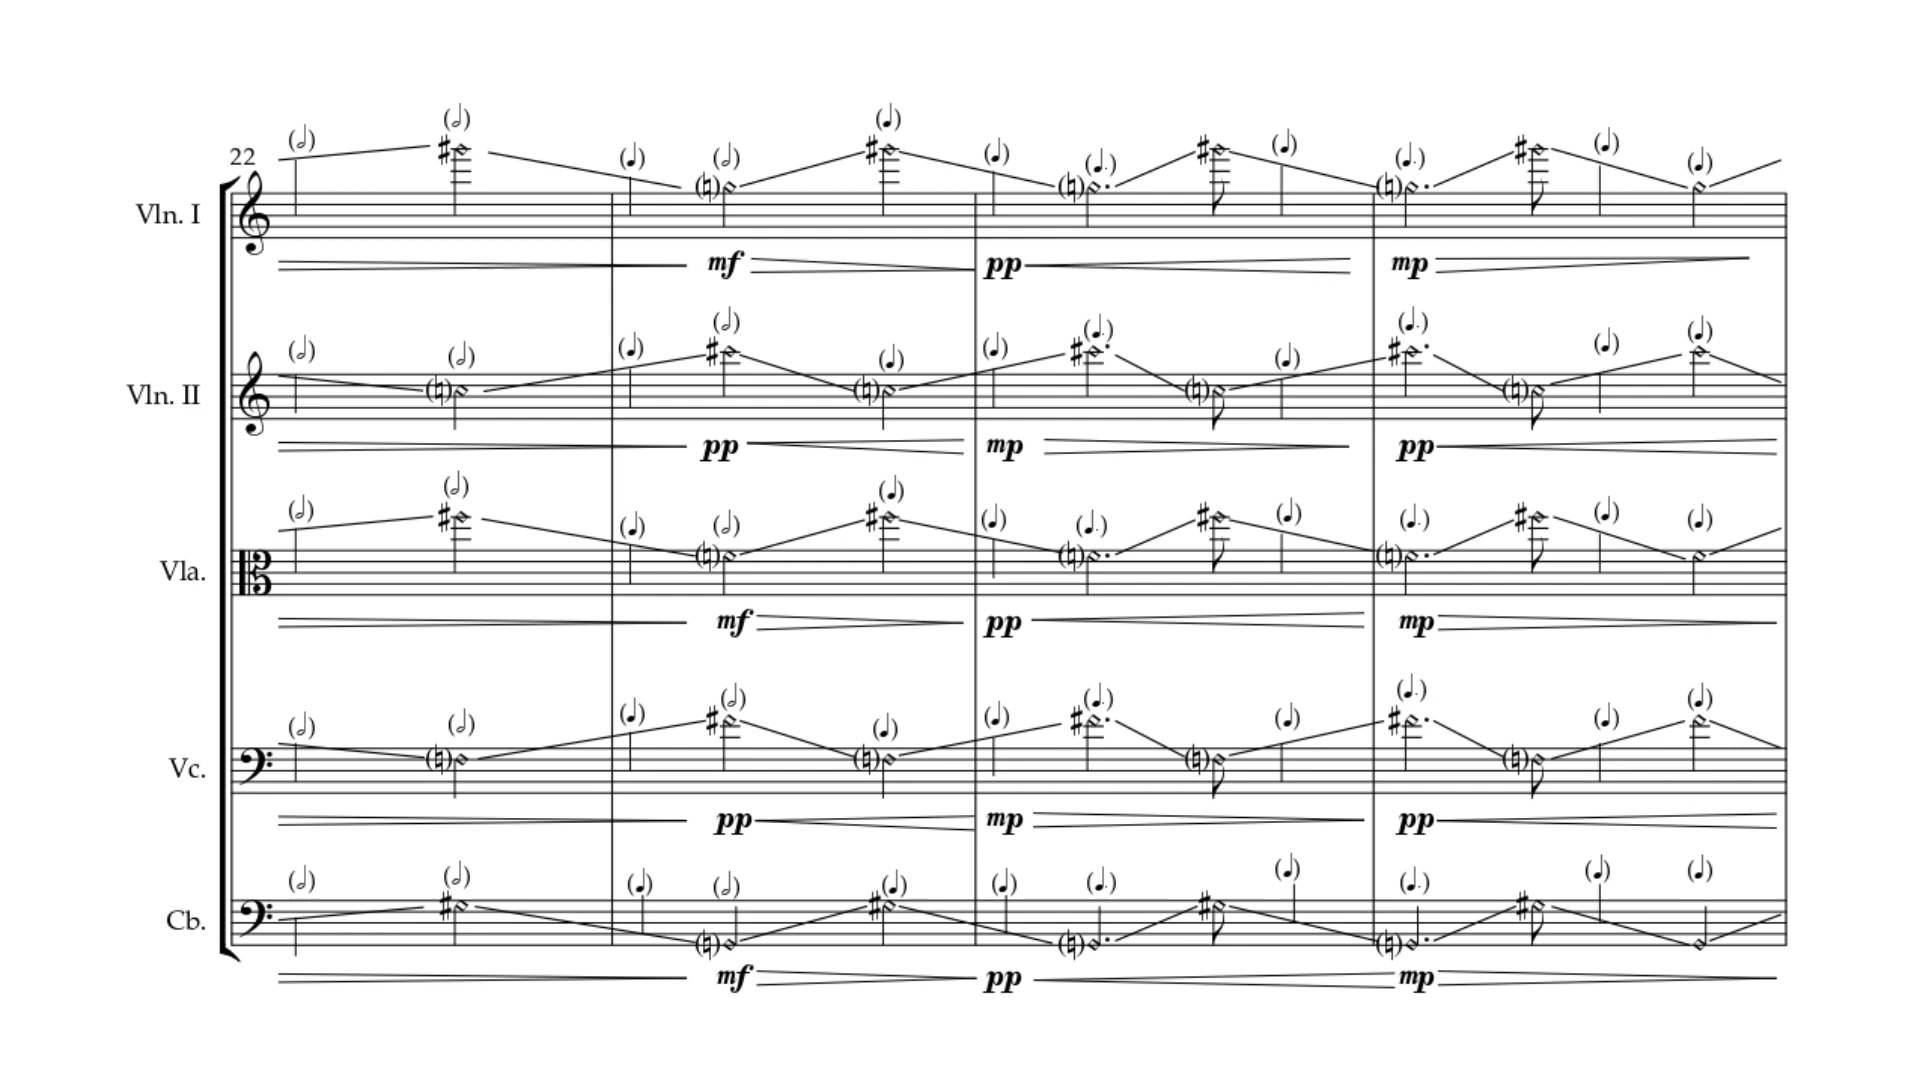 22
Vln. I
mf pp mp
Vln. II
pp mp pp
Vla.
mf pp mp
Vc.
pp mp pp
Cb.
mf pp mp